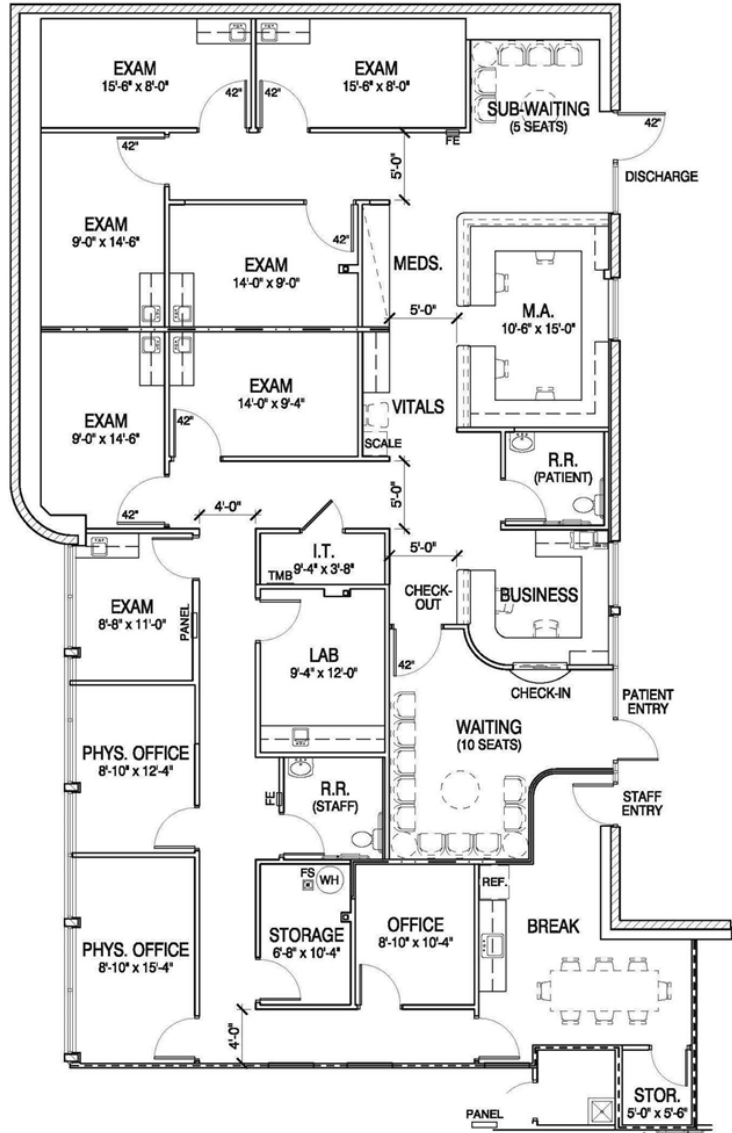 EXAM
15'-6" x 8'-0"
EXAM
15'-6" x 8'-0"
SUB-WAITING
(5 SEATS)
42"
42"
42"
42"
FE
5'-0"
DISCHARGE
EXAM
9'-0" x 14'-6"
EXAM
14'-0" x 9'-0"
42"
MEDS.
5'-0"
M.A.
10'-6" x 15'-0"
EXAM
9'-0" x 14'-6"
EXAM
14'-0" x 9'-4"
42"
VITALS
SCALE
R.R.
(PATIENT)
42"
4'-0"
5'-0"
I.T.
9'-4" x 3'-8"
TMB
5'-0"
CHECK-
OUT
BUSINESS
EXAM
8'-8" x 11'-0"
PANEL
LAB
9'-4" x 12'-0"
42"
CHECK-IN
PATIENT
ENTRY
WAITING
(10 SEATS)
PHYS. OFFICE
8'-10" x 12'-4"
FE
R.R.
(STAFF)
STAFF
ENTRY
FS
WH
REF.
STORAGE
6'-8" x 10'-4"
OFFICE
8'-10" x 10'-4"
BREAK
PHYS. OFFICE
8'-10" x 15'-4"
4'-0"
STOR.
5'-0" x 5'-6"
PANEL